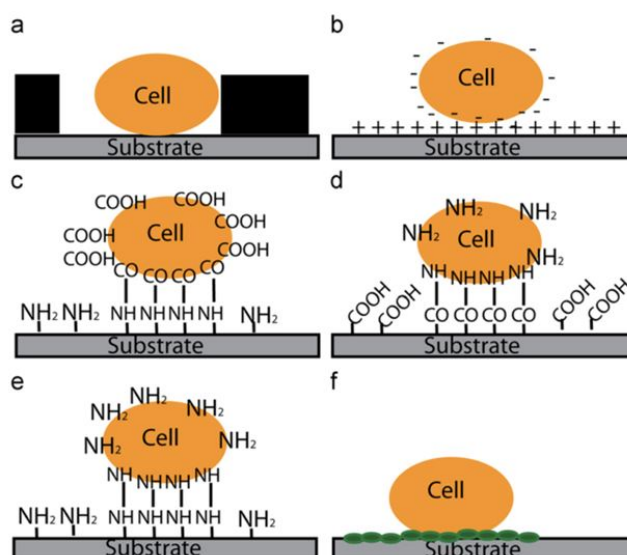 a
Cell
Substrate
b
Cell
++++++++++++++
Substrate
c
COOH COOH
COOH COOH
COOH Cell COOH
COOH
CO CO CO CO
NH₂ NH₂ NH NH NH NH NH₂
Substrate
d
NH₂ NH₂
NH₂ Cell
NH₂
NH NH NH NH
COOH COOH CO CO CO CO COOH COOH
Substrate
e
NH₂
NH₂ NH₂
NH₂ Cell NH₂
NH NH NH NH
NH₂ NH₂ NH NH NH NH NH₂
Substrate
f
Cell
Substrate